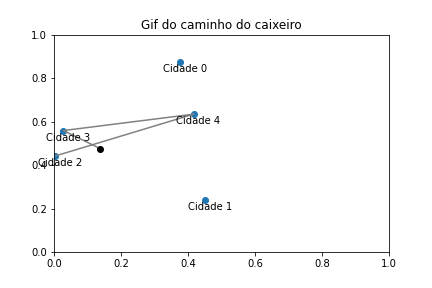 Gif do caminho do caixeiro
1.0
Cidade 0
0.8
0.6
Cidade 4
Cidade 3
0.4
Cidade 2
0.2
Cidade 1
0.0
0.0 0.2 0.4 0.6 0.8 1.0